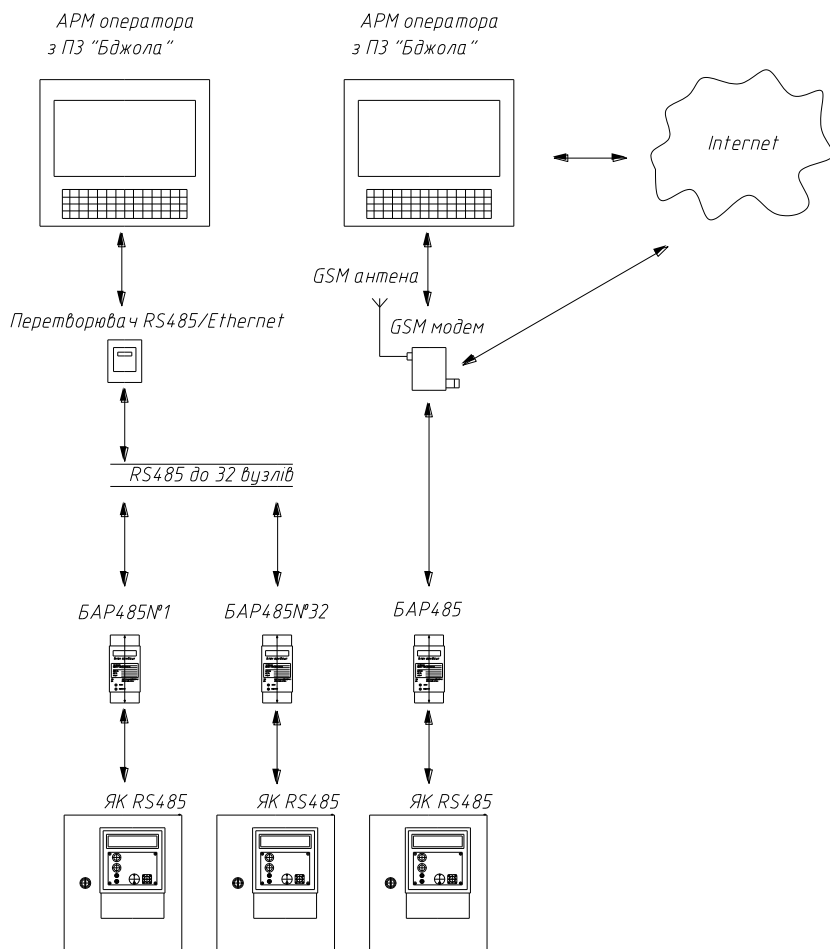 АРМ оператора
з ПЗ "Бджола"
АРМ оператора
з ПЗ "Бджола"
Internet
GSM антена
Перетворювач RS485/Ethernet
GSM модем
RS485 до 32 вузлів
БАР485№1
БАР485№32
БАР485
ЯК RS485
ЯК RS485
ЯК RS485